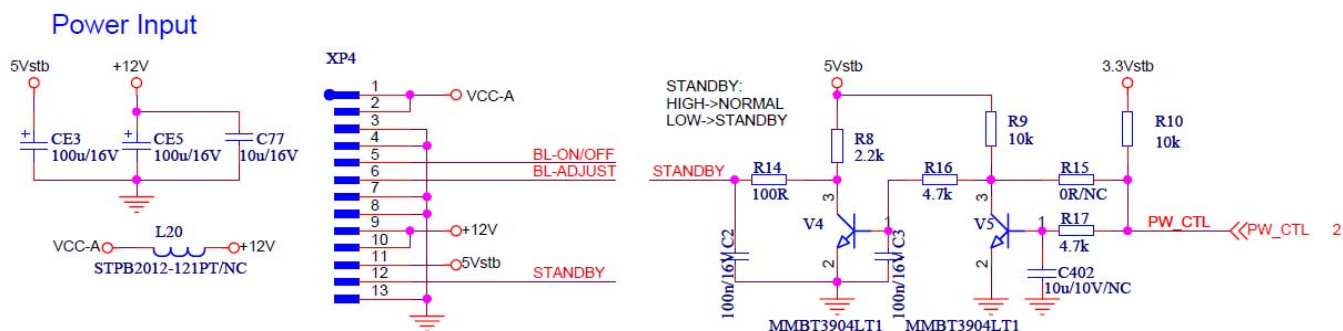 Power Input
5Vstb
+12V
CE3
100u/16V
CE5
100u/16V
C77
10u/16V
VCC-A
L20
+12V
STPB2012-121PT/NC
XP4
1
2
3
4
5
6
7
8
9
10
11
12
13
VCC-A
BL-ON/OFF
BL-ADJUST
+12V
5Vstb
STANDBY
STANDBY:
HIGH->NORMAL
LOW->STANDBY
5Vstb
3.3Vstb
R8
2.2k
R9
10k
R10
10k
STANDBY
R14
100R
R16
4.7k
R15
0R/NC
V4
3
1
2
V5
3
1
2
R17
4.7k
PW_CTL
PW_CTL 2
C2
100n/16V
C3
100n/16V
C402
10u/10V/NC
MMBT3904LT1
MMBT3904LT1